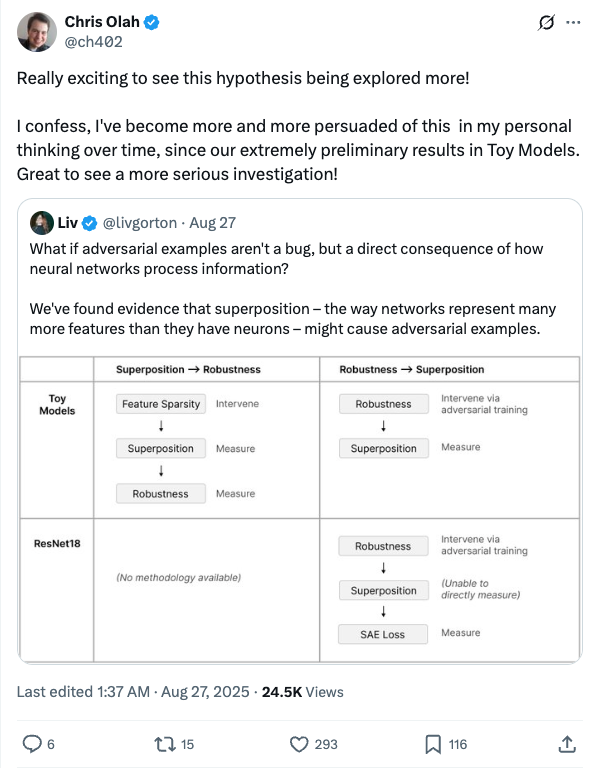 Chris Olah
@ch402
Really exciting to see this hypothesis being explored more!
I confess, I've become more and more persuaded of this in my personal
thinking over time, since our extremely preliminary results in Toy Models.
Great to see a more serious investigation!
Liv @livgorton · Aug 27
What if adversarial examples aren't a bug, but a direct consequence of how
neural networks process information?
We've found evidence that superposition – the way networks represent many
more features than they have neurons – might cause adversarial examples.
Superposition → Robustness
Robustness → Superposition
Toy
Models
Feature Sparsity
Intervene
Superposition
Measure
Robustness
Measure
Robustness
Intervene via
adversarial training
Superposition
Measure
ResNet18
(No methodology available)
Robustness
Intervene via
adversarial training
Superposition
(Unable to
directly measure)
SAE Loss
Measure
Last edited 1:37 AM · Aug 27, 2025 · 24.5K Views
6
15
293
116